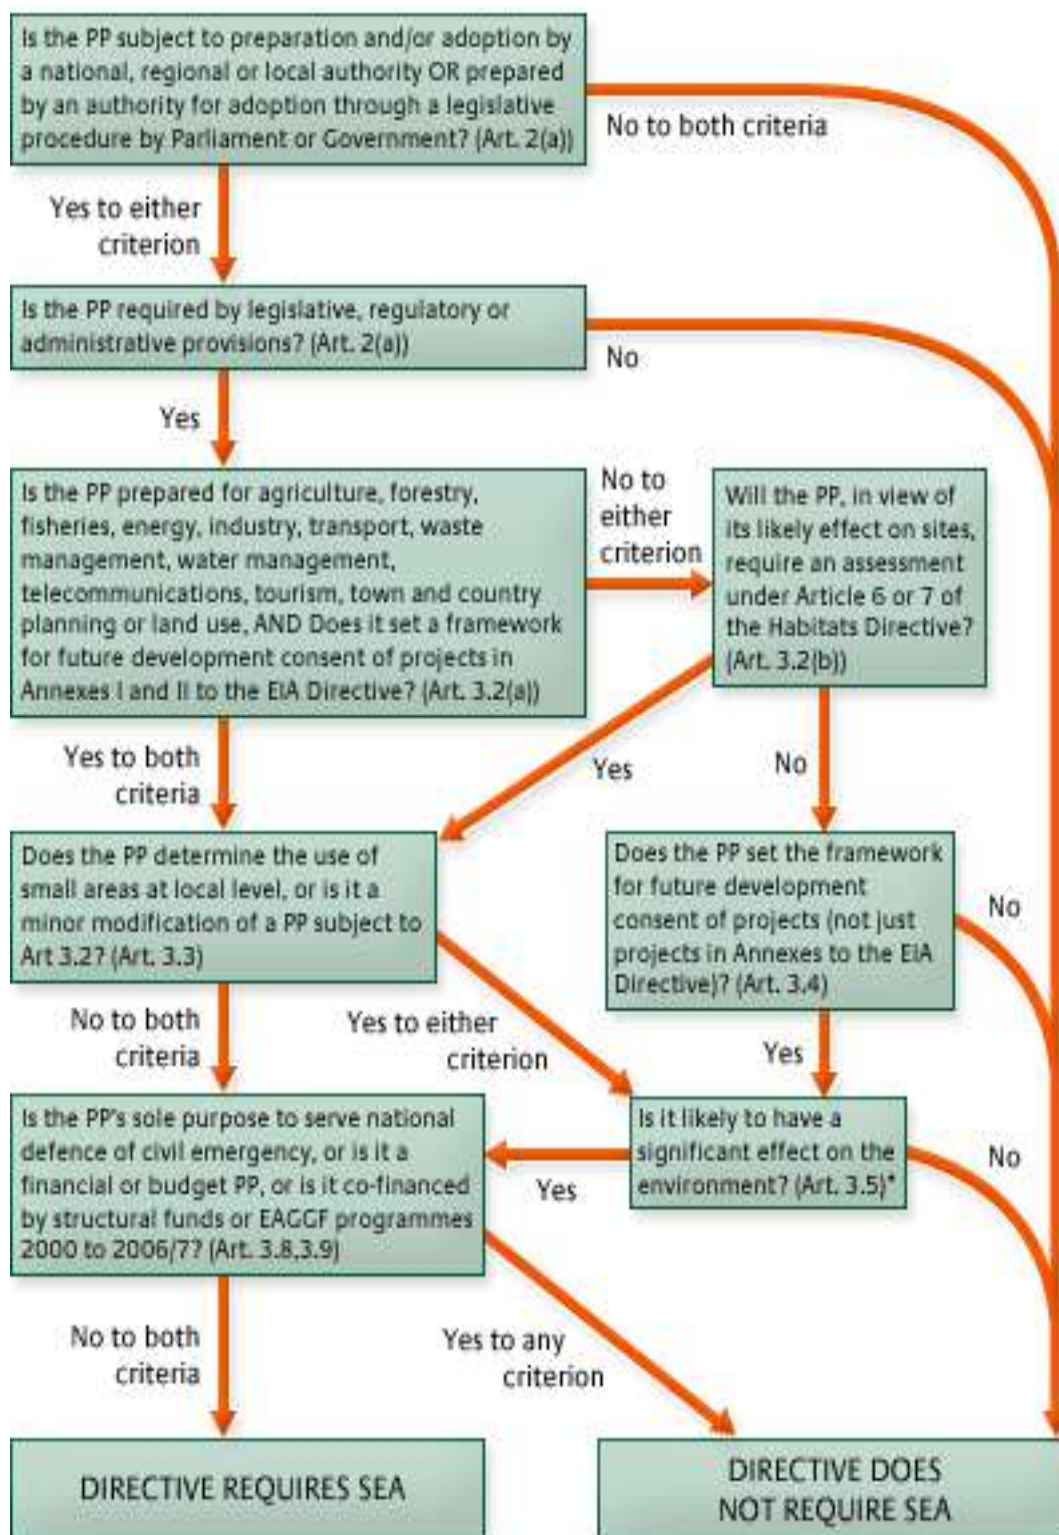 Is the PP subject to preparation and/or adoption by
a national, regional or local authority OR prepared
by an authority for adoption through a legislative
procedure by Parliament or Government? (Art. 2(a))
No to both criteria
Yes to either
criterion
Is the PP required by legislative, regulatory or
administrative provisions? (Art. 2(a))
No
Yes
Is the PP prepared for agriculture, forestry,
fisheries, energy, industry, transport, waste
management, water management,
telecommunications, tourism, town and country
planning or land use, AND Does it set a framework
for future development consent of projects in
Annexes I and II to the EIA Directive? (Art. 3.2(a))
No to
either
criterion
Will the PP, in view of
its likely effect on sites,
require an assessment
under Article 6 or 7 of
the Habitats Directive?
(Art. 3.2(b))
Yes to both
criteria
Yes
No
Does the PP determine the use of
small areas at local level, or is it a
minor modification of a PP subject to
Art 3.2? (Art. 3.3)
Does the PP set the framework
for future development
consent of projects (not just
projects in Annexes to the EIA
Directive)? (Art. 3.4)
No
No to both
criteria
Yes to either
criterion
Yes
Is the PP's sole purpose to serve national
defence of civil emergency, or is it a
financial or budget PP, or is it co-financed
by structural funds or EAGGF programmes
2000 to 2006/7? (Art. 3.8,3.9)
Yes
Is it likely to have a
significant effect on the
environment? (Art. 3.5)*
No
No to both
criteria
Yes to any
criterion
DIRECTIVE REQUIRES SEA
DIRECTIVE DOES
NOT REQUIRE SEA